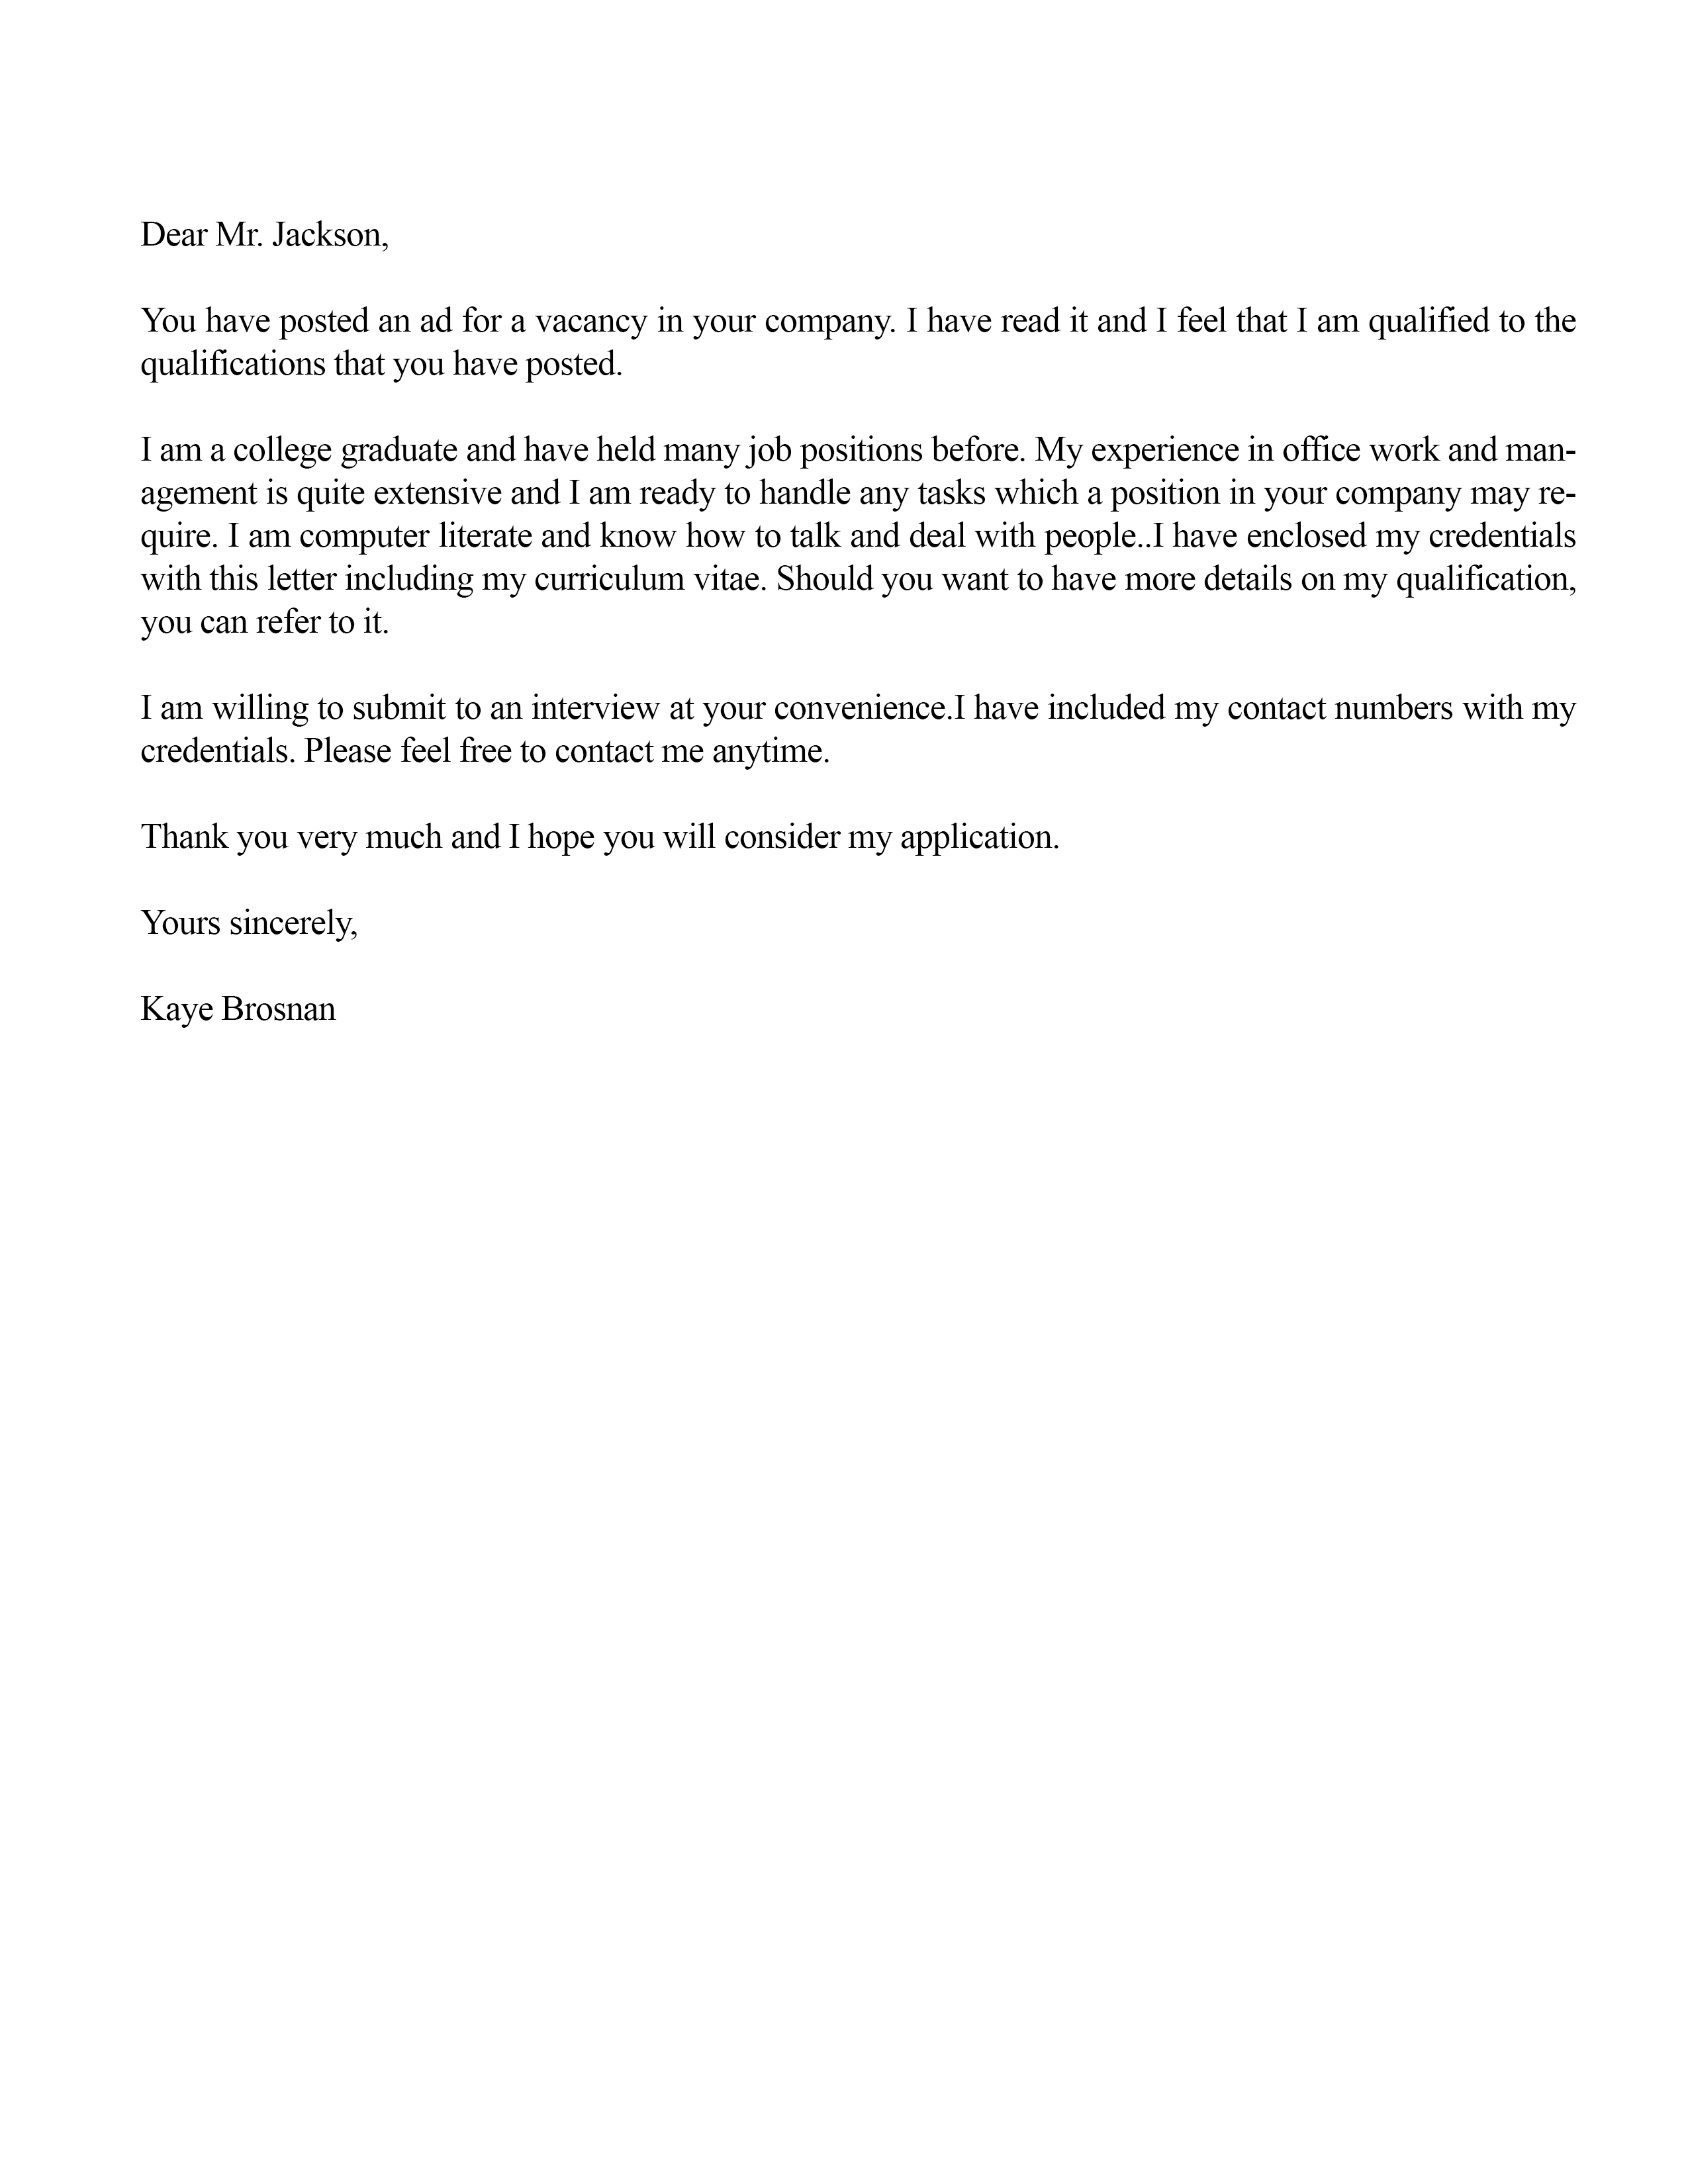 Dear Mr. Jackson,
You have posted an ad for a vacancy in your company. I have read it and I feel that I am qualified to the
qualifications that you have posted.
I am a college graduate and have held many job positions before. My experience in office work and man-
agement is quite extensive and I am ready to handle any tasks which a position in your company may re-
quire. I am computer literate and know how to talk and deal with people..I have enclosed my credentials
with this letter including my curriculum vitae. Should you want to have more details on my qualification,
you can refer to it.
I am willing to submit to an interview at your convenience.I have included my contact numbers with my
credentials. Please feel free to contact me anytime.
Thank you very much and I hope you will consider my application.
Yours sincerely,
Kaye Brosnan